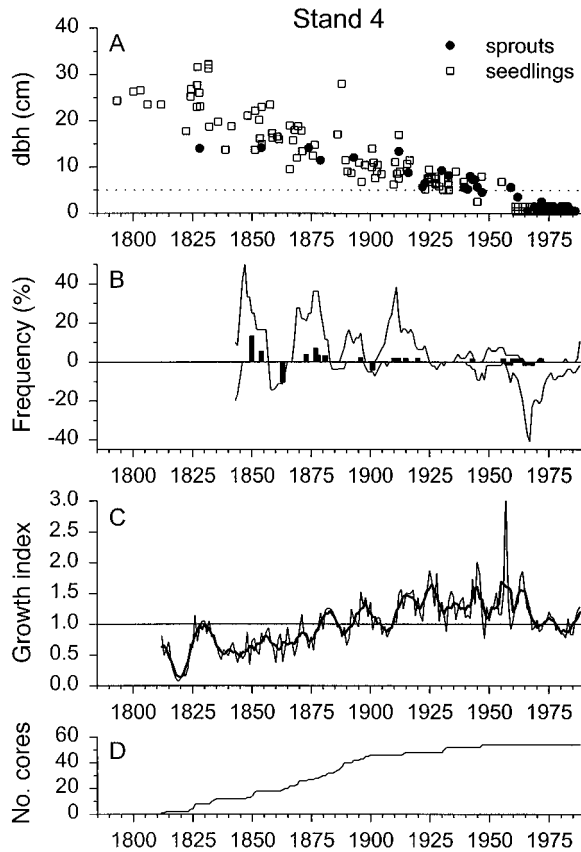 Stand 4
A
sprouts
seedlings
dbh (cm)
40
30
20
10
0
1800 1825 1850 1875 1900 1925 1950 1975
B
Frequency (%)
40
20
0
-20
-40
1800 1825 1850 1875 1900 1925 1950 1975
C
Growth index
3.0
2.5
2.0
1.5
1.0
0.5
0.0
1800 1825 1850 1875 1900 1925 1950 1975
D
No. cores
60
40
20
0
1800 1825 1850 1875 1900 1925 1950 1975